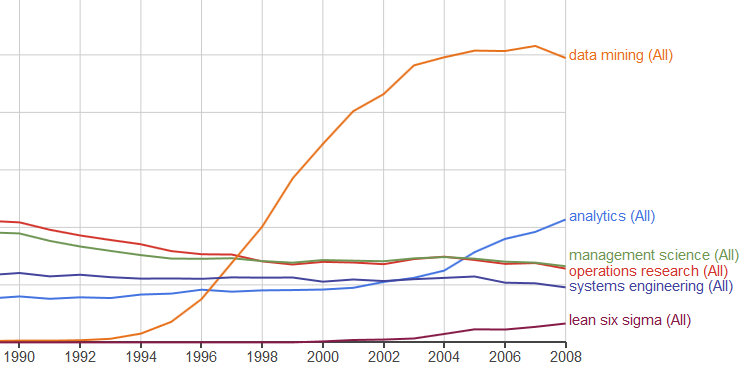 data mining (All)
analytics (All)
management science (All)
operations research (All)
systems engineering (All)
lean six sigma (All)
1990 1992 1994 1996 1998 2000 2002 2004 2006 2008